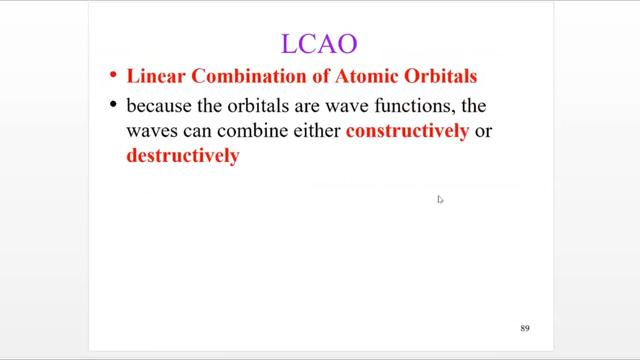 LCAO
• Linear Combination of Atomic Orbitals
• because the orbitals are wave functions, the
waves can combine either constructively or
destructively
89